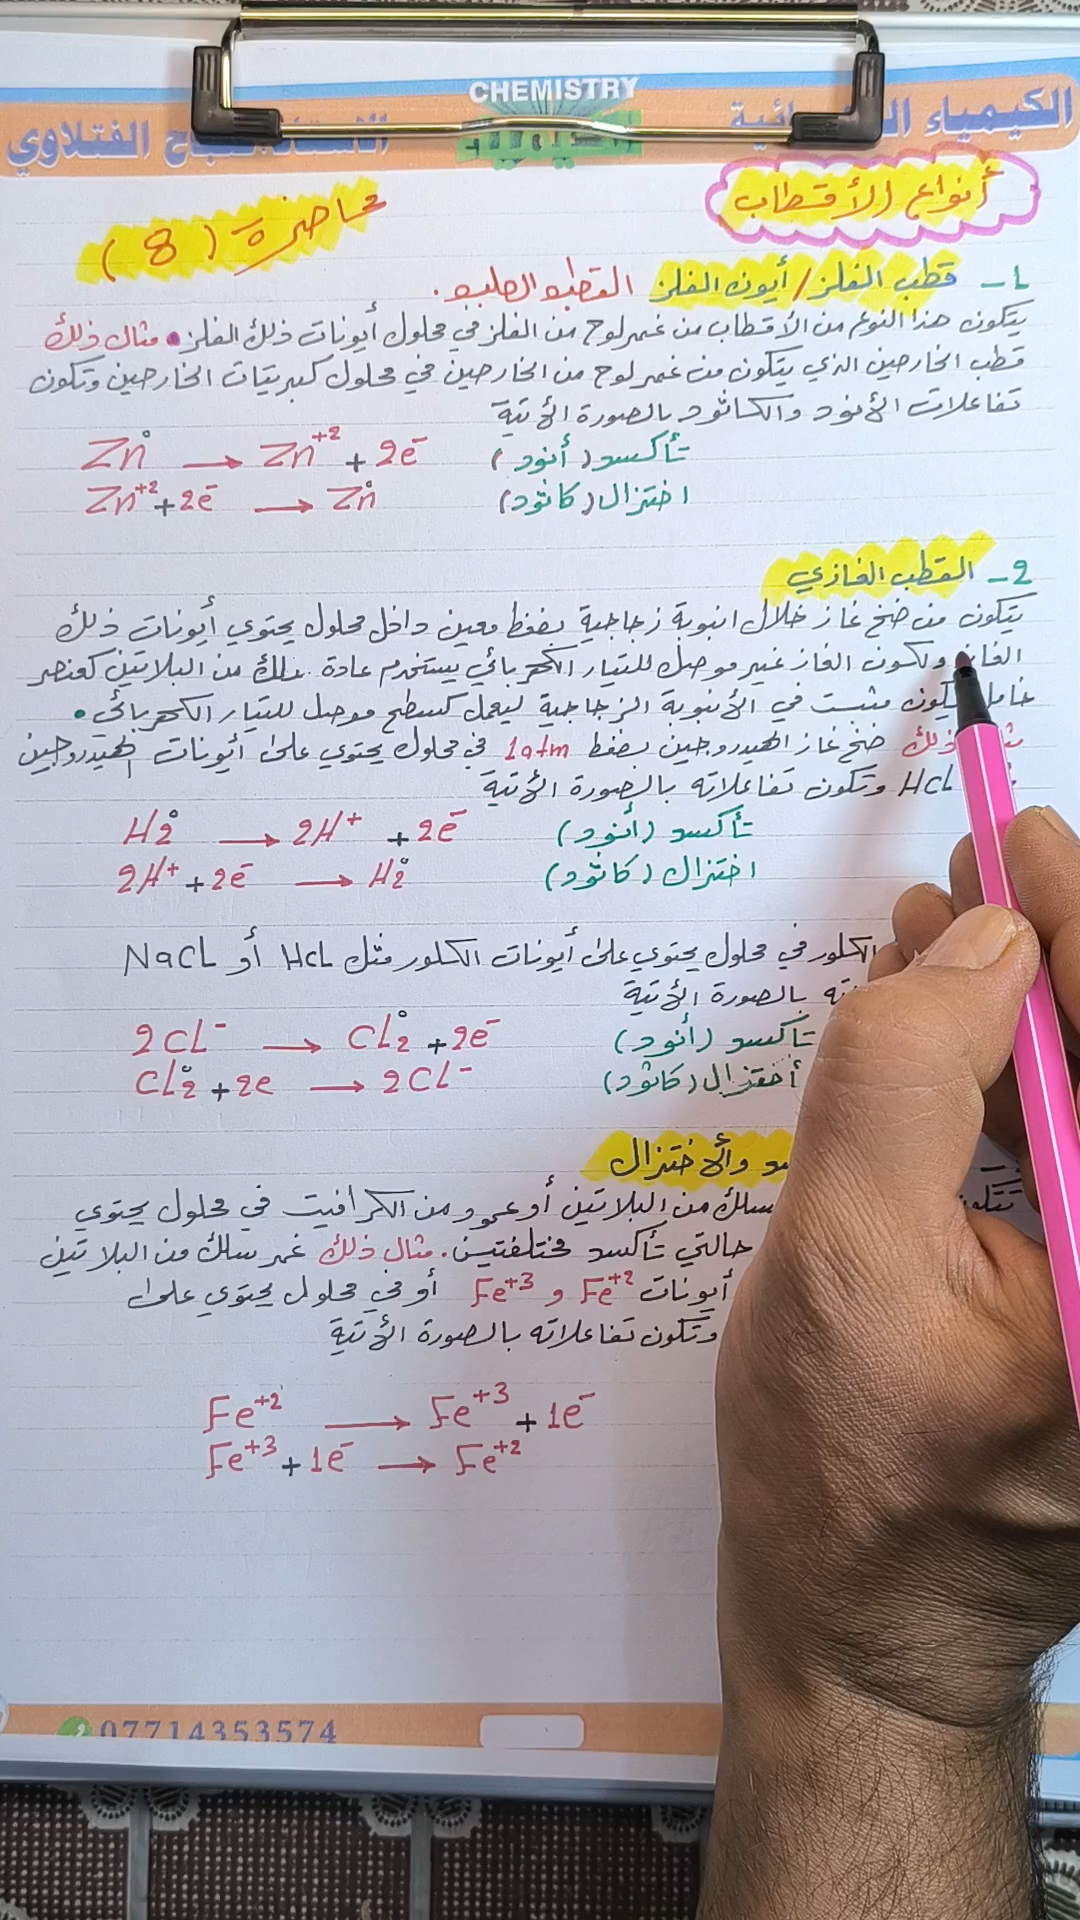 CHEMISTRY
الكيمياء
الفتلاوي
أنواع الأقطاب
محاضرة (8)
1- قطب الفلز/أيون الفلز القطب الصلب.
يتكون هذا النوع من الأقطاب من غمر لوح من الفلز في محلول أيونات ذلك الفلز. مثال ذلك
قطب الخارصين الذي يتكون من غمر لوح من الخارصين في محلول كبريتات الخارصين وتكون
تفاعلات الأنود والكاثود بالصورة الأتية
تأكسد (أنود) Zn° → Zn+2 + 2e-
اختزال (كاثود) Zn+2 + 2e- → Zn°
2- القطب الغازي
يتكون من ضخ غاز خلال انبوبة زجاجية بضغط معين داخل محلول يحتوي أيونات ذلك
الغاز ولكون الغاز غير موصل للتيار الكهربائي يستخدم عادة سلك من البلاتين كعنصر
خامل يكون مثبت في الأنبوبة الزجاجية ليعمل كسطح موصل للتيار الكهربائي.
ذلك ضخ غاز الهيدروجين بضغط 1atm في محلول يحتوي على أيونات الهيدروجين
HCL وتكون تفاعلاته بالصورة الأتية
تأكسد (أنود) H2° → 2H+ + 2e-
اختزال (كاثود) 2H+ + 2e- → H2°
الكلور في محلول يحتوي على أيونات الكلور مثل HCL أو NaCL
بالصورة الأتية
تاكسد (أنود) 2CL- → CL2° + 2e-
أختزال (كاثود) CL2° + 2e → 2CL-
والأختزال
سلك من البلاتين أو عمود من الكرافيت في محلول يحتوي
حالتي تأكسد مختلفتين. مثال ذلك غمر سلك من البلاتين
أيونات Fe+2 و Fe+3 أو في محلول يحتوي على
وتكون تفاعلاته بالصورة الأتية
Fe+2 → Fe+3 + 1e-
Fe+3 + 1e- → Fe+2
07714353574